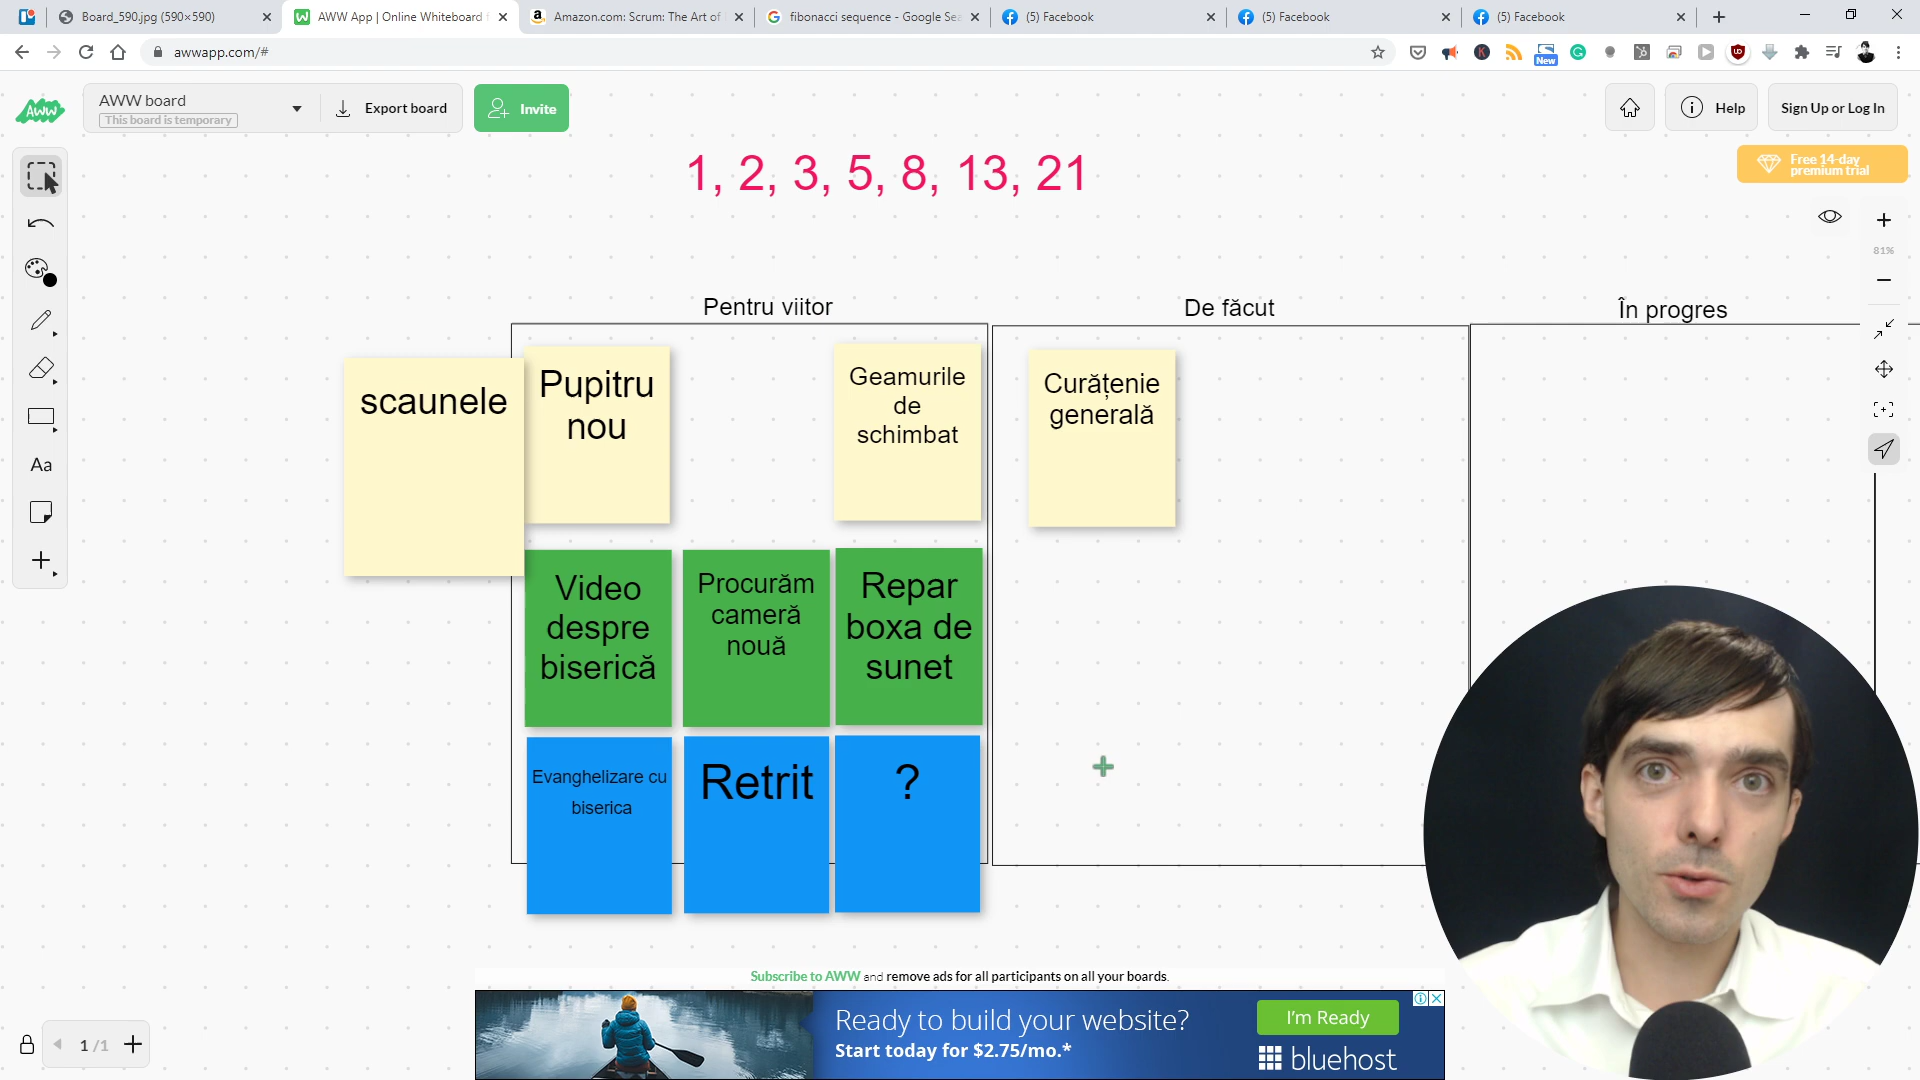 Board_590.jpg (590×590)
AWW App | Online Whiteboard f
Amazon.com: Scrum: The Art of
fibonacci sequence - Google Sea
(5) Facebook
(5) Facebook
(5) Facebook
awwapp.com/#
New
AWW
AWW board
This board is temporary
Export board
Invite
Help
Sign Up or Log In
Free 14-day
premium trial
81%
1, 2, 3, 5, 8, 13, 21
Pentru viitor
De făcut
În progres
scaunele
Pupitru
nou
Geamurile
de
schimbat
Curățenie
generală
Video
despre
biserică
Procurăm
cameră
nouă
Repar
boxa de
sunet
Evanghelizare cu
biserica
Retrit
?
Aa
Subscribe to AWW and remove ads for all participants on all your boards.
Ready to build your website?
Start today for $2.75/mo.*
I'm Ready
bluehost
1 /1